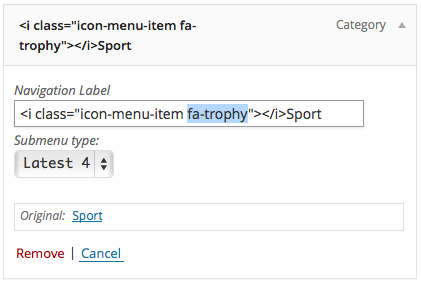 <i class="icon-menu-item fa-
trophy"></i>Sport
Category
Navigation Label
<i class="icon-menu-item fa-trophy"></i>Sport
Submenu type:
Latest 4
Original: Sport
Remove | Cancel